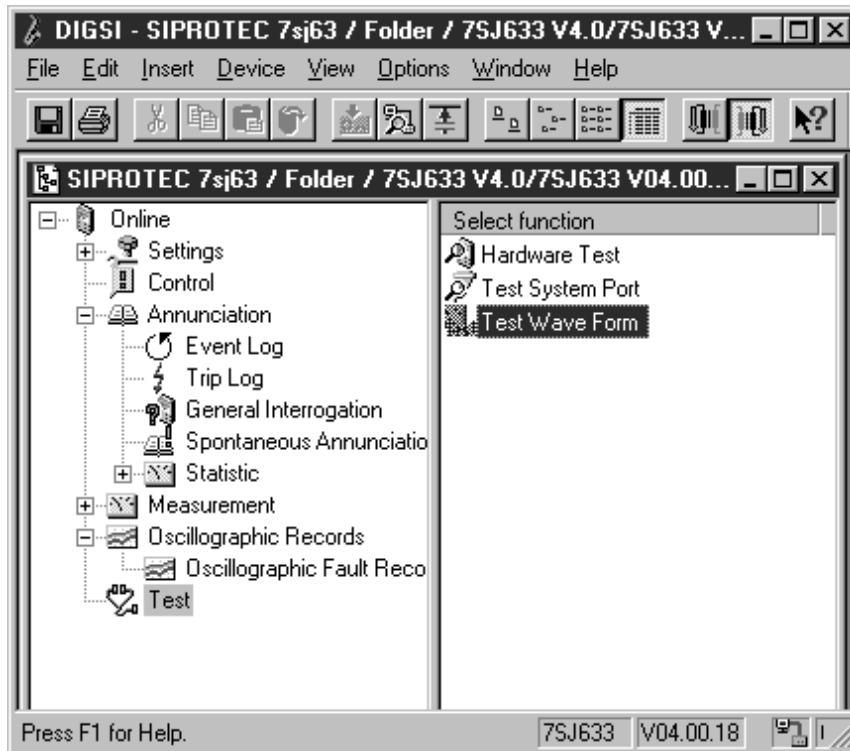 DIGSI - SIPROTEC 7sj63 / Folder / 7SJ633 V4.0/7SJ633 V...
File Edit Insert Device View Options Window Help
SIPROTEC 7sj63 / Folder / 7SJ633 V4.0/7SJ633 V04.00...
Online
Settings
Control
Annunciation
Event Log
Trip Log
General Interrogation
Spontaneous Annunciatio
Statistic
Measurement
Oscillographic Records
Oscillographic Fault Reco
Test
Select function
Hardware Test
Test System Port
Test Wave Form
Press F1 for Help.
7SJ633 V04.00.18